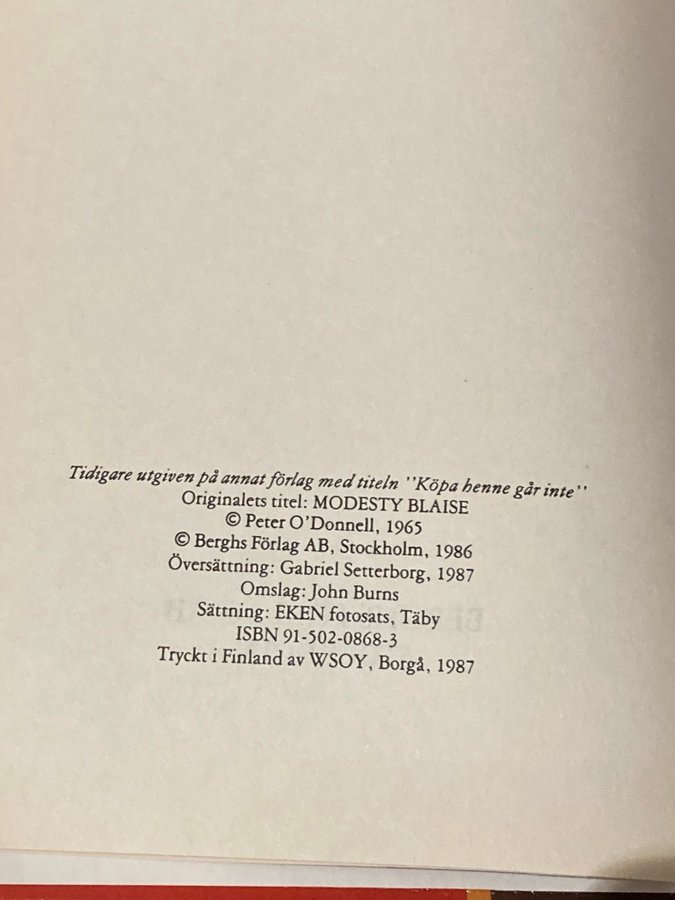 Tidigare utgiven på annat förlag med titeln ''Köpa henne går inte''
Originalets titel: MODESTY BLAISE
© Peter O'Donnell, 1965
© Berghs Förlag AB, Stockholm, 1986
Översättning: Gabriel Setterborg, 1987
Omslag: John Burns
Sättning: EKEN fotosats, Täby
ISBN 91-502-0868-3
Tryckt i Finland av WSOY, Borgå, 1987